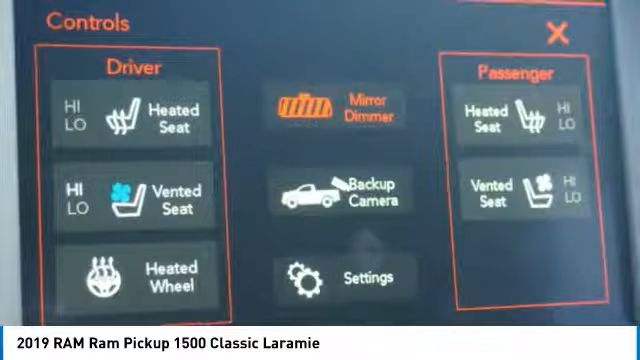 Controls
Driver
HI
LO
Heated
Seat
HI
LO
Vented
Seat
Heated
Wheel
Mirror
Dimmer
Backup
Camera
Settings
Passenger
Heated
Seat
HI
LO
Vented
Seat
HI
LO
2019 RAM Ram Pickup 1500 Classic Laramie